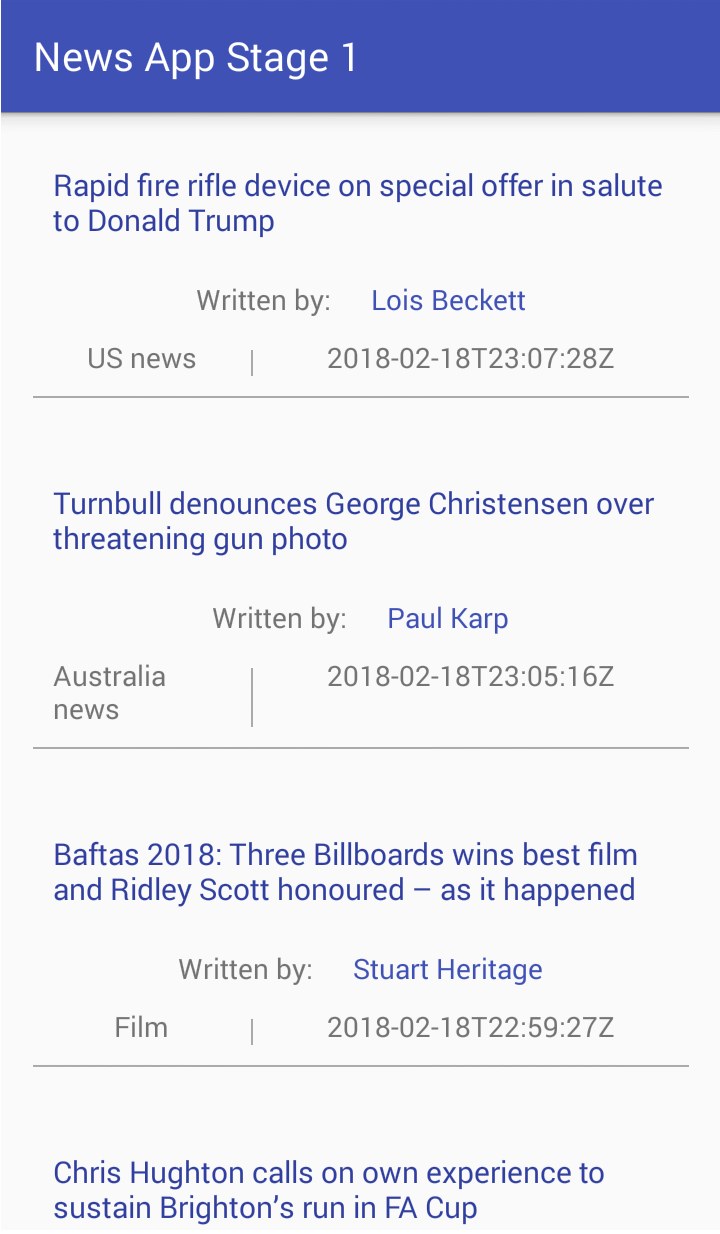 News App Stage 1
Rapid fire rifle device on special offer in salute
to Donald Trump
Written by: Lois Beckett
US news | 2018-02-18T23:07:28Z
Turnbull denounces George Christensen over
threatening gun photo
Written by: Paul Karp
Australia 2018-02-18T23:05:16Z
news
Baftas 2018: Three Billboards wins best film
and Ridley Scott honoured – as it happened
Written by: Stuart Heritage
Film | 2018-02-18T22:59:27Z
Chris Hughton calls on own experience to
sustain Brighton’s run in FA Cup